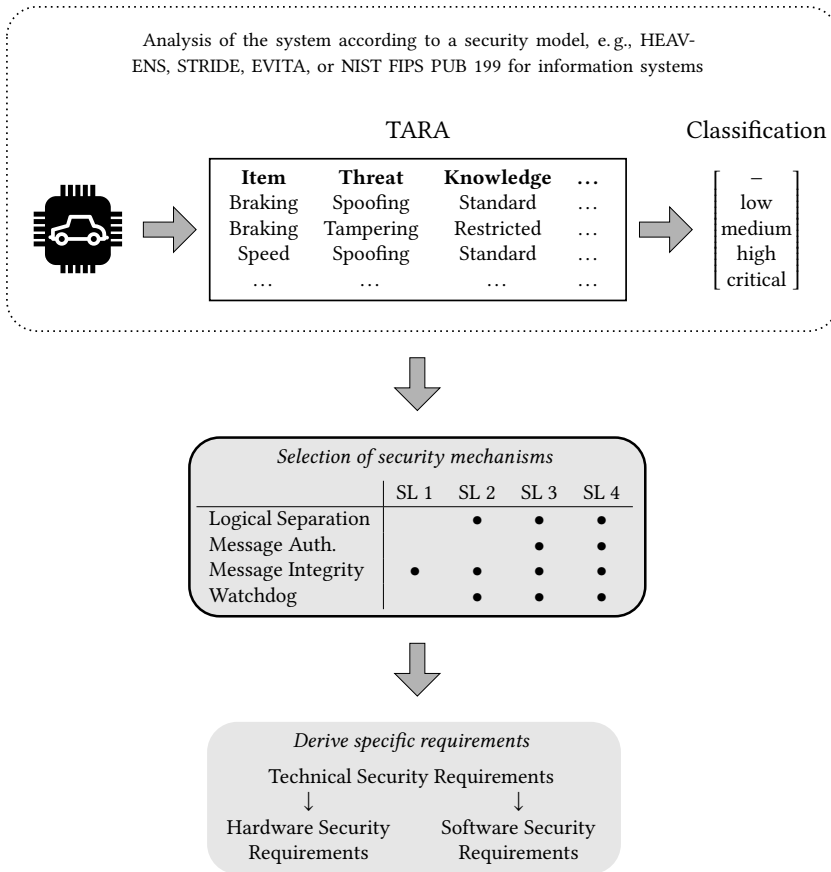 Analysis of the system according to a security model, e. g., HEAV-
ENS, STRIDE, EVITA, or NIST FIPS PUB 199 for information systems
TARA
Classification
Item Threat Knowledge ...
Braking Spoofing Standard ...
Braking Tampering Restricted ...
Speed Spoofing Standard ...
... ... ... ...
–
low
medium
high
critical
Selection of security mechanisms
SL 1 SL 2 SL 3 SL 4
Logical Separation • • •
Message Auth. • •
Message Integrity • • • •
Watchdog • • •
Derive specific requirements
Technical Security Requirements
↓ ↓
Hardware Security Software Security
Requirements Requirements